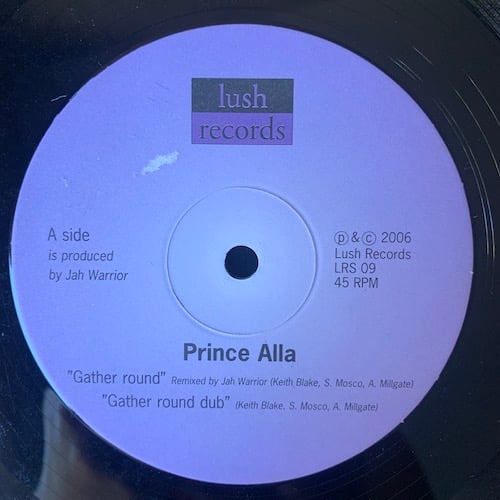 lush
records
A side
is produced
by Jah Warrior
℗ & © 2006
Lush Records
LRS 09
45 RPM
Prince Alla
"Gather round" Remixed by Jah Warrior (Keith Blake, S. Mosco, A. Millgate)
"Gather round dub" (Keith Blake, S. Mosco, A. Millgate)